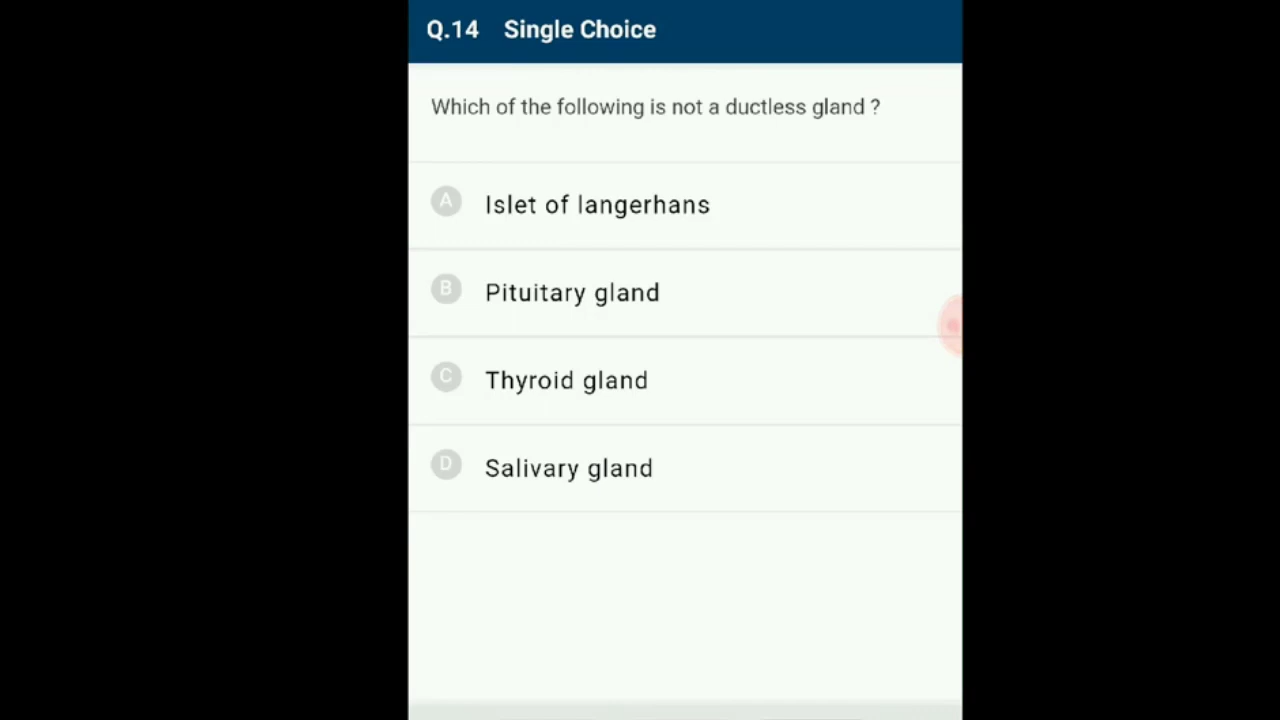 Q.14 Single Choice
Which of the following is not a ductless gland ?
A Islet of langerhans
B Pituitary gland
C Thyroid gland
D Salivary gland